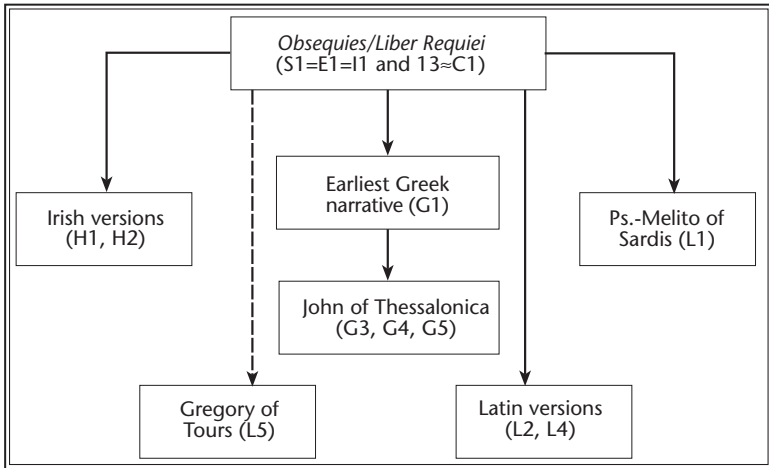 Obsequies/Liber Requiei
(S1=E1=I1 and 13≈C1)
Earliest Greek
narrative (G1)
Irish versions
(H1, H2)
Ps.-Melito of
Sardis (L1)
John of Thessalonica
(G3, G4, G5)
Gregory of
Tours (L5)
Latin versions
(L2, L4)